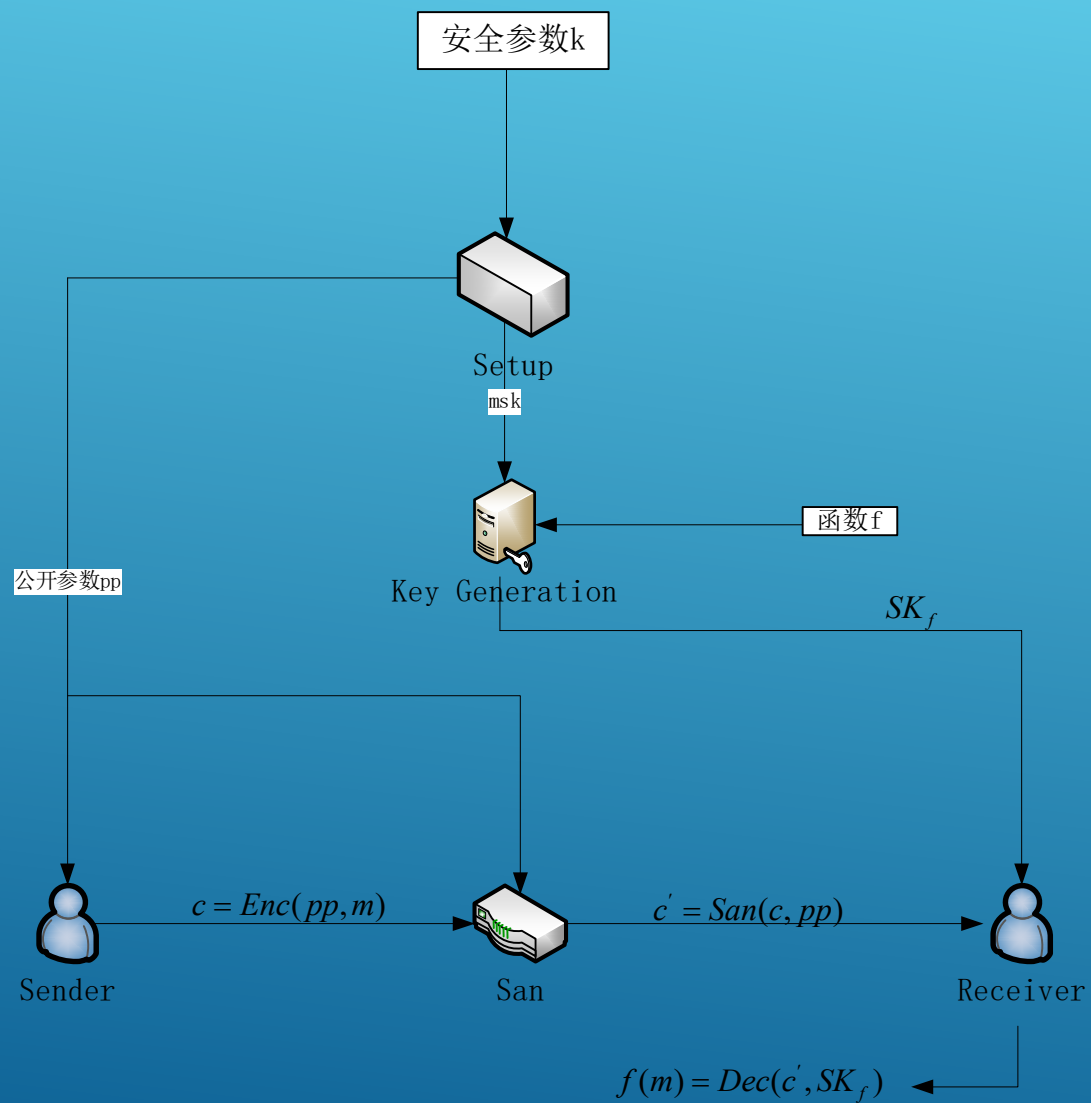 安全参数k
Setup
msk
函数f
公开参数pp
Key Generation
SK_f
c = Enc(pp, m)
c' = San(c, pp)
Sender
San
Receiver
f(m) = Dec(c', SK_f)